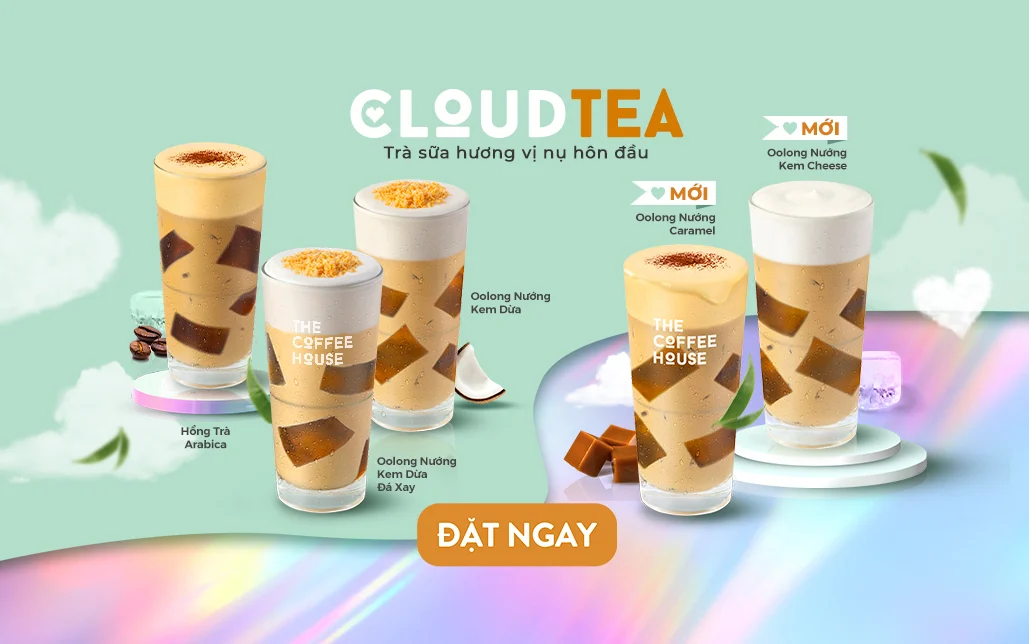 CLOUDTEA
Trà sữa hương vị nụ hôn đầu
MỚI
Oolong Nướng
Kem Cheese
MỚI
Oolong Nướng
Caramel
Oolong Nướng
Kem Dừa
THE
COFFEE
HOUSE
THE
COFFEE
HOUSE
Hồng Trà
Arabica
Oolong Nướng
Kem Dừa
Đá Xay
ĐẶT NGAY